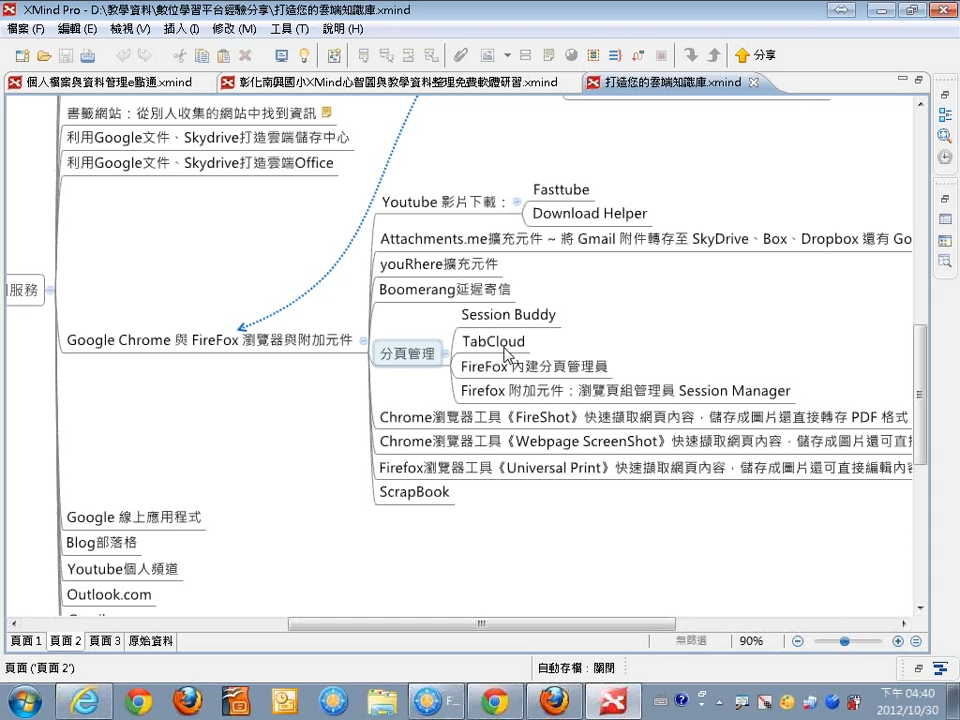 XMind Pro - D:\教學資料\數位學習平台經驗分享\打造您的雲端知識庫.xmind
檔案 (F) 編輯 (E) 檢視 (V) 插入 (I) 修改 (M) 工具 (T) 說明 (H)
分享
個人檔案與資料管理e點通.xmind
彰化南興國小XMind心智圖與教學資料整理免費軟體研習.xmind
打造您的雲端知識庫.xmind
書籤網站：從別人收集的網站中找到資訊
利用Google文件、Skydrive打造雲端儲存中心
利用Google文件、Skydrive打造雲端Office
Youtube 影片下載：
Fasttube
Download Helper
Attachments.me擴充元件 ~ 將 Gmail 附件轉存至 SkyDrive、Box、Dropbox 還有 Go
youRhere擴充元件
Boomerang延遲寄信
服務
Google Chrome 與 FireFox 瀏覽器與附加元件
分頁管理
Session Buddy
TabCloud
FireFox 內建分頁管理員
Firefox 附加元件：瀏覽頁組管理員 Session Manager
Chrome瀏覽器工具《FireShot》快速擷取網頁內容，儲存成圖片還直接轉存 PDF 格式
Chrome瀏覽器工具《Webpage ScreenShot》快速擷取網頁內容，儲存成圖片還可直
Firefox瀏覽器工具《Universal Print》快速擷取網頁內容，儲存成圖片還可直接編輯內容
ScrapBook
Google 線上應用程式
Blog部落格
Youtube個人頻道
Outlook.com
頁面 1 頁面 2 頁面 3 原始資料
無篩選 90%
頁面 ('頁面 2')
自動存檔：關閉
F...
下午 04:40
2012/10/30